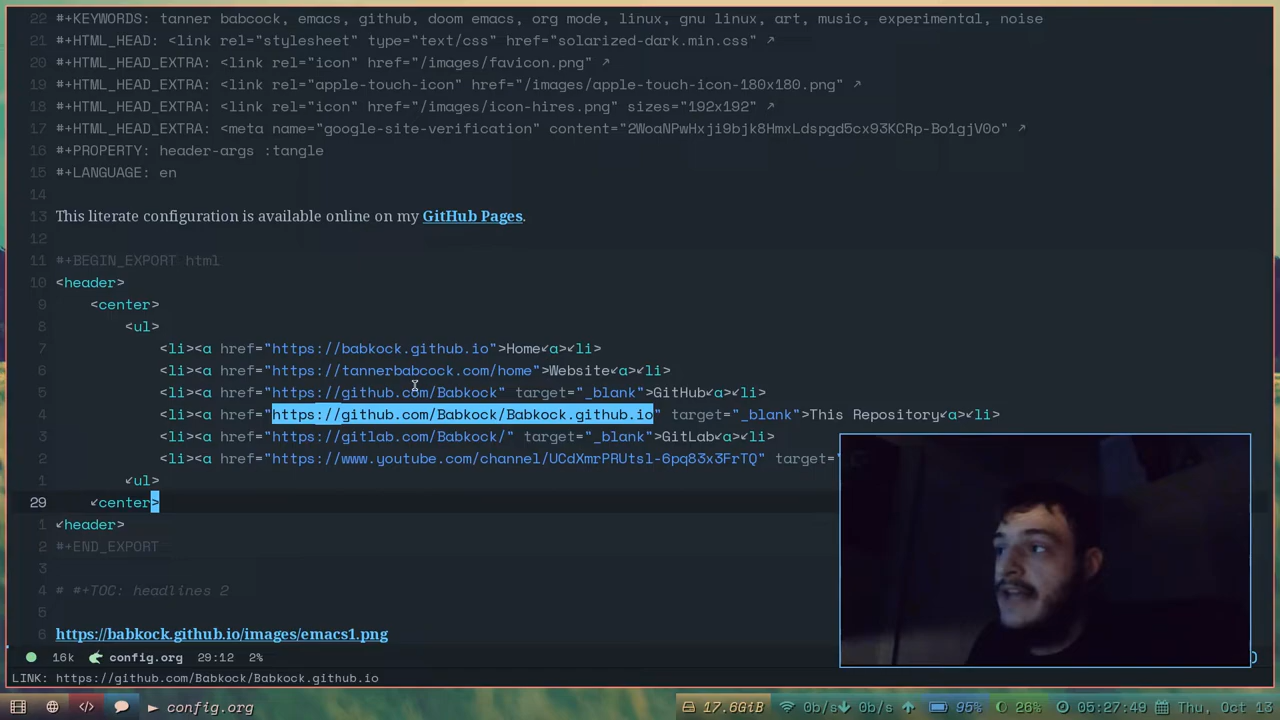 22 #+KEYWORDS: tanner babcock, emacs, github, doom emacs, org mode, linux, gnu linux, art, music, experimental, noise
21 #+HTML_HEAD: <link rel="stylesheet" type="text/css" href="solarized-dark.min.css" ↗
20 #+HTML_HEAD_EXTRA: <link rel="icon" href="/images/favicon.png" ↗
19 #+HTML_HEAD_EXTRA: <link rel="apple-touch-icon" href="/images/apple-touch-icon-180x180.png" ↗
18 #+HTML_HEAD_EXTRA: <link rel="icon" href="/images/icon-hires.png" sizes="192x192" ↗
17 #+HTML_HEAD_EXTRA: <meta name="google-site-verification" content="2WoaNPwHxji9bjk8HmxLdspgd5cx93KCRp-Bo1gjV0o" ↗
16 #+PROPERTY: header-args :tangle
15 #+LANGUAGE: en
14
13 This literate configuration is available online on my GitHub Pages.
12
11 #+BEGIN_EXPORT html
10 <header>
9 <center>
8 <ul>
7 <li><a href="https://babkock.github.io">Home↙a>↙li>
6 <li><a href="https://tannerbabcock.com/home">Website↙a>↙li>
5 <li><a href="https://github.com/Babkock" target="_blank">GitHub↙a>↙li>
4 <li><a href="https://github.com/Babkock/Babkock.github.io" target="_blank">This Repository↙a>↙li>
3 <li><a href="https://gitlab.com/Babkock/" target="_blank">GitLab↙a>↙li>
2 <li><a href="https://www.youtube.com/channel/UCdXmrPRUtsl-6pq83x3FrTQ" target="
1 ↙ul>
29 ↙center>
1 ↙header>
2 #+END_EXPORT
3
4 # #+TOC: headlines 2
5
6 https://babkock.github.io/images/emacs1.png
16k config.org 29:12 2%
LINK: https://github.com/Babkock/Babkock.github.io
► config.org 17.6GiB 0b/s↓ 0b/s ↑ 95% 26% 05:27:49 Thu, Oct 13